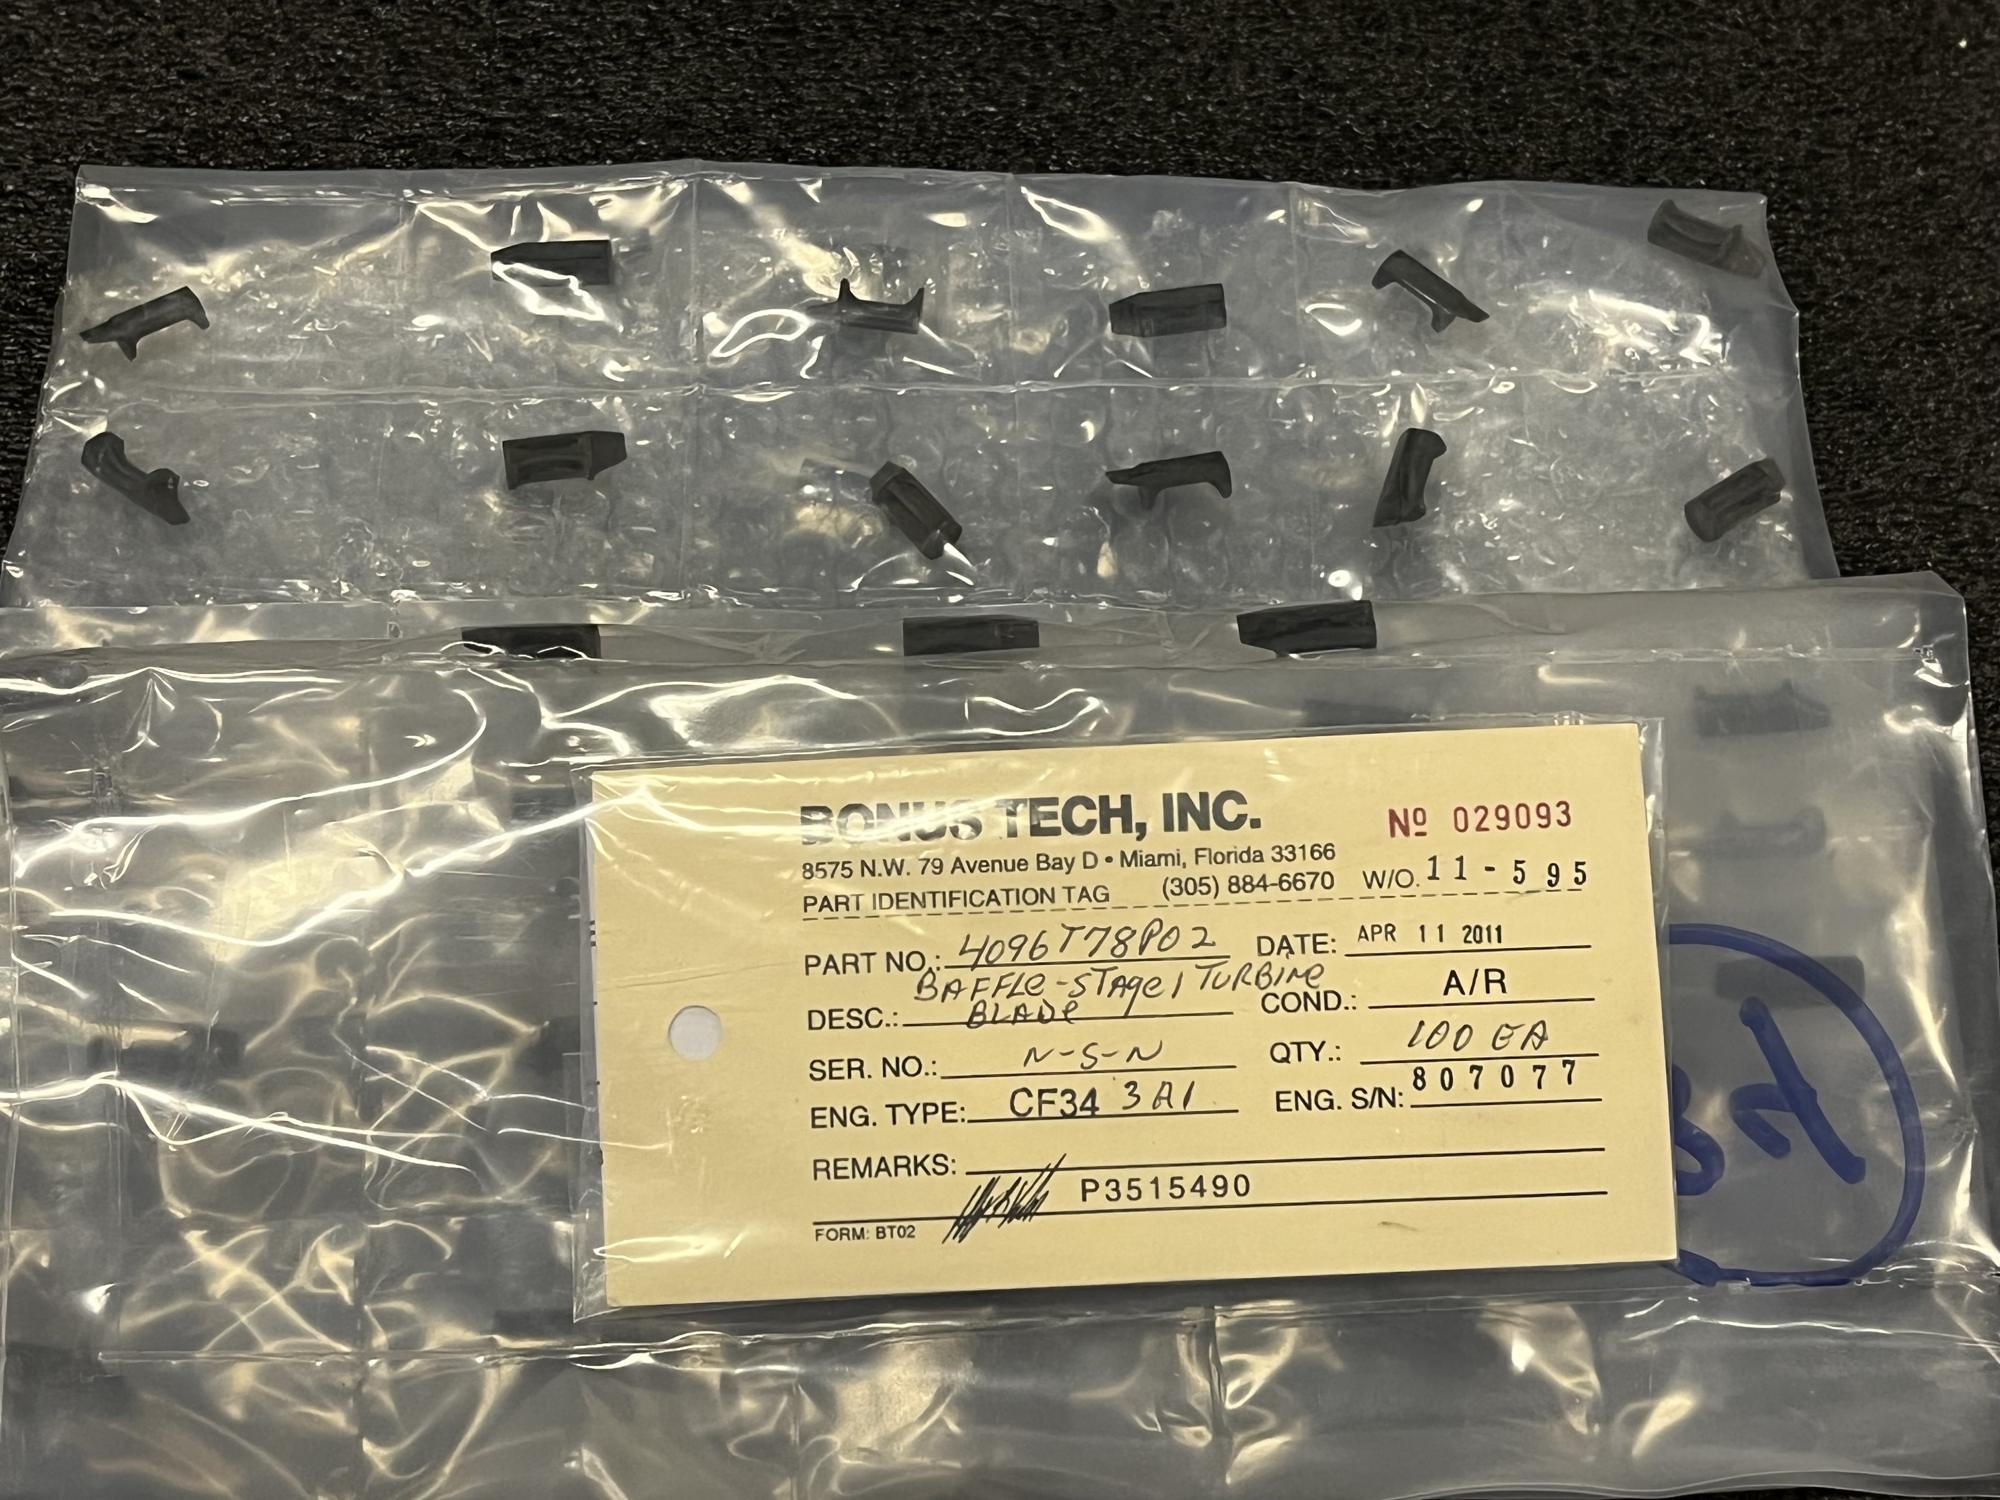 BONUS TECH, INC.
Nº 029093
8575 N.W. 79 Avenue Bay D • Miami, Florida 33166
PART IDENTIFICATION TAG (305) 884-6670 W/O. 11-595
PART NO.: 4096T78P02 DATE: APR 11 2011
DESC.: BAFFLE-STAGE 1 TURBINE
BLADE
COND.: A/R
SER. NO.: N-S-N QTY.: 100 EA
ENG. TYPE: CF34 3A1 ENG. S/N: 807077
REMARKS:
P3515490
FORM: BT02